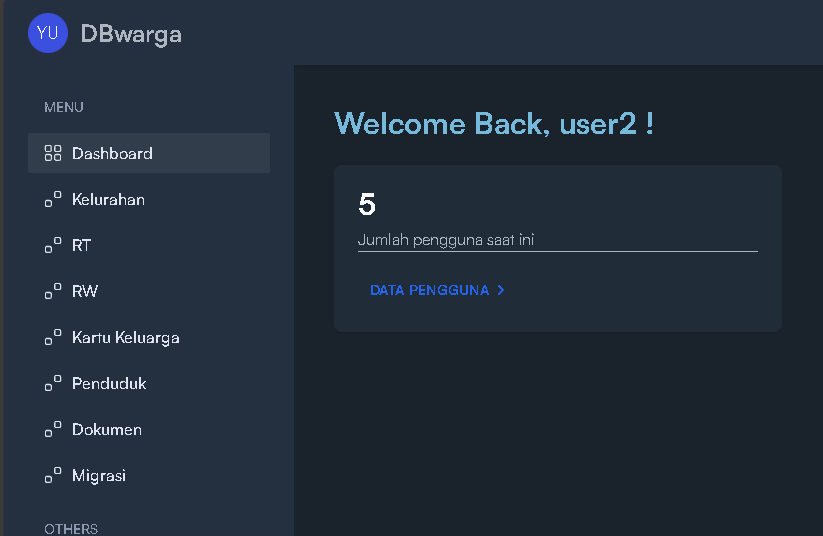 YU DBwarga
MENU
Dashboard
Kelurahan
RT
RW
Kartu Keluarga
Penduduk
Dokumen
Migrasi
OTHERS
Welcome Back, user2 !
5
Jumlah pengguna saat ini
DATA PENGGUNA